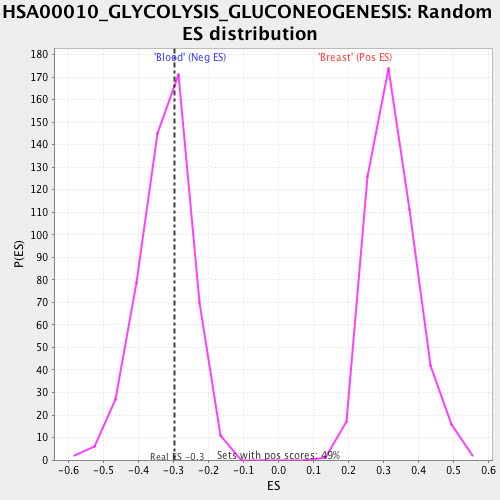 HSA00010_GLYCOLYSIS_GLUCONEOGENESIS: Random
ES distribution
'Blood' (Neg ES)
'Breast' (Pos ES)
180
170
160
150
140
130
120
110
100
90
80
70
60
50
40
30
20
10
0
P(ES)
Real ES -0.3
Sets with pos scores: 49%
-0.6 -0.5 -0.4 -0.3 -0.2 -0.1 0.0 0.1 0.2 0.3 0.4 0.5 0.6
ES